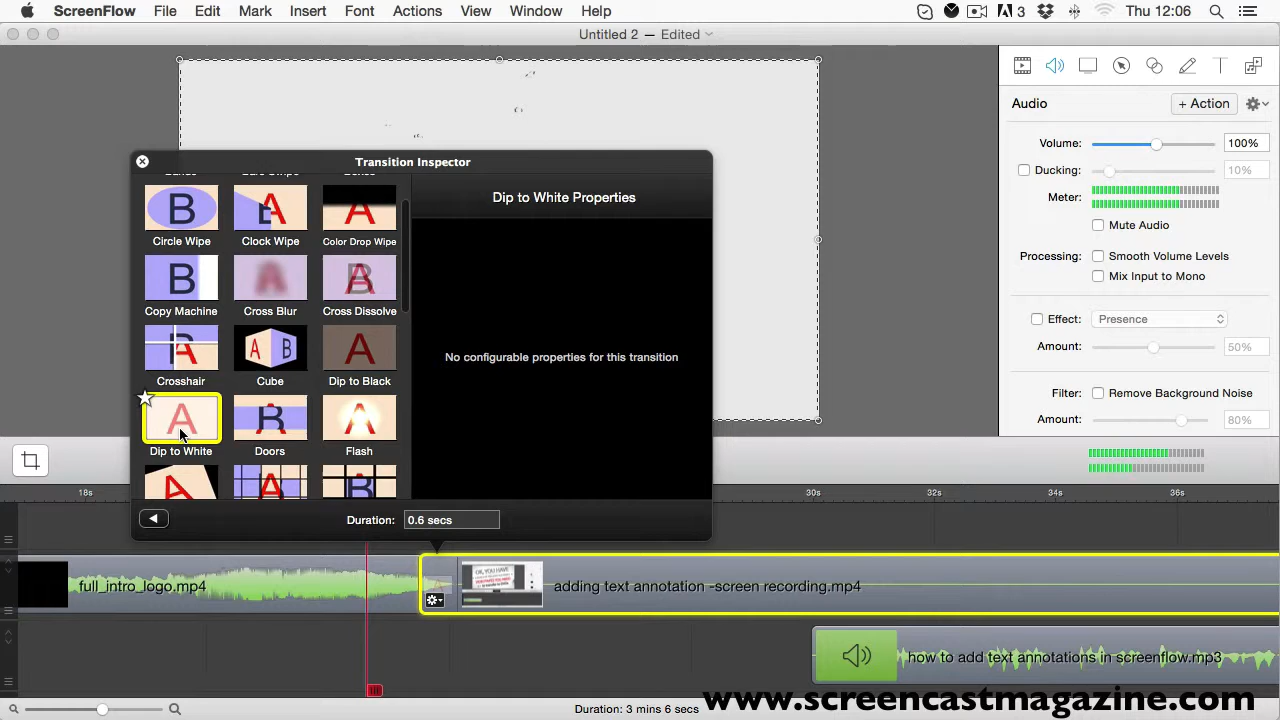 ScreenFlow File Edit Mark Insert Font Actions View Window Help 3 Thu 12:06
Untitled 2 — Edited
Audio + Action
Volume: 100%
Ducking: 10%
Meter:
Mute Audio
Processing: Smooth Volume Levels
Mix Input to Mono
Effect: Presence
Amount: 50%
Filter: Remove Background Noise
Amount: 80%
Transition Inspector
Dip to White Properties
No configurable properties for this transition
B A A
Circle Wipe Clock Wipe Color Drop Wipe
Copy Machine Cross Blur Cross Dissolve
Crosshair Cube Dip to Black
Dip to White Doors Flash
Duration: 0.6 secs
18s 30s 32s 34s 36s
full_intro_logo.mp4
adding text annotation -screen recording.mp4
how to add text annotations in screenflow.mp3
Duration: 3 mins 6 secs
www.screencastmagazine.com